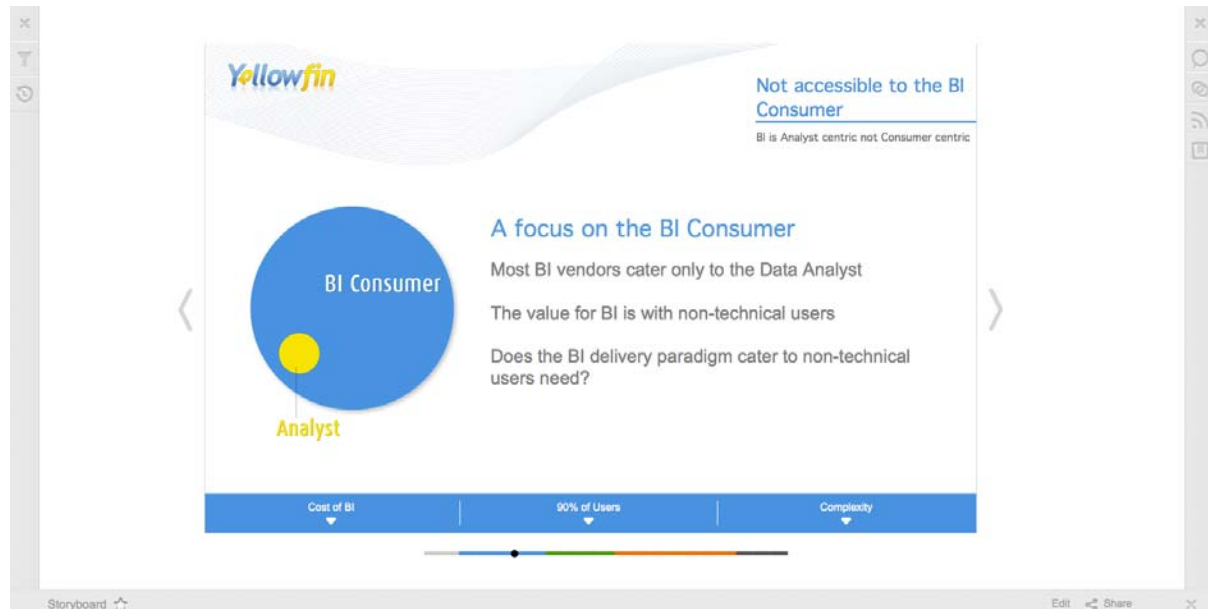 Yellowfin
Not accessible to the BI
Consumer
BI is Analyst centric not Consumer centric
A focus on the BI Consumer
Most BI vendors cater only to the Data Analyst
The value for BI is with non-technical users
Does the BI delivery paradigm cater to non-technical
users need?
BI Consumer
Analyst
Cost of BI
90% of Users
Complexity
Storyboard
Edit
Share